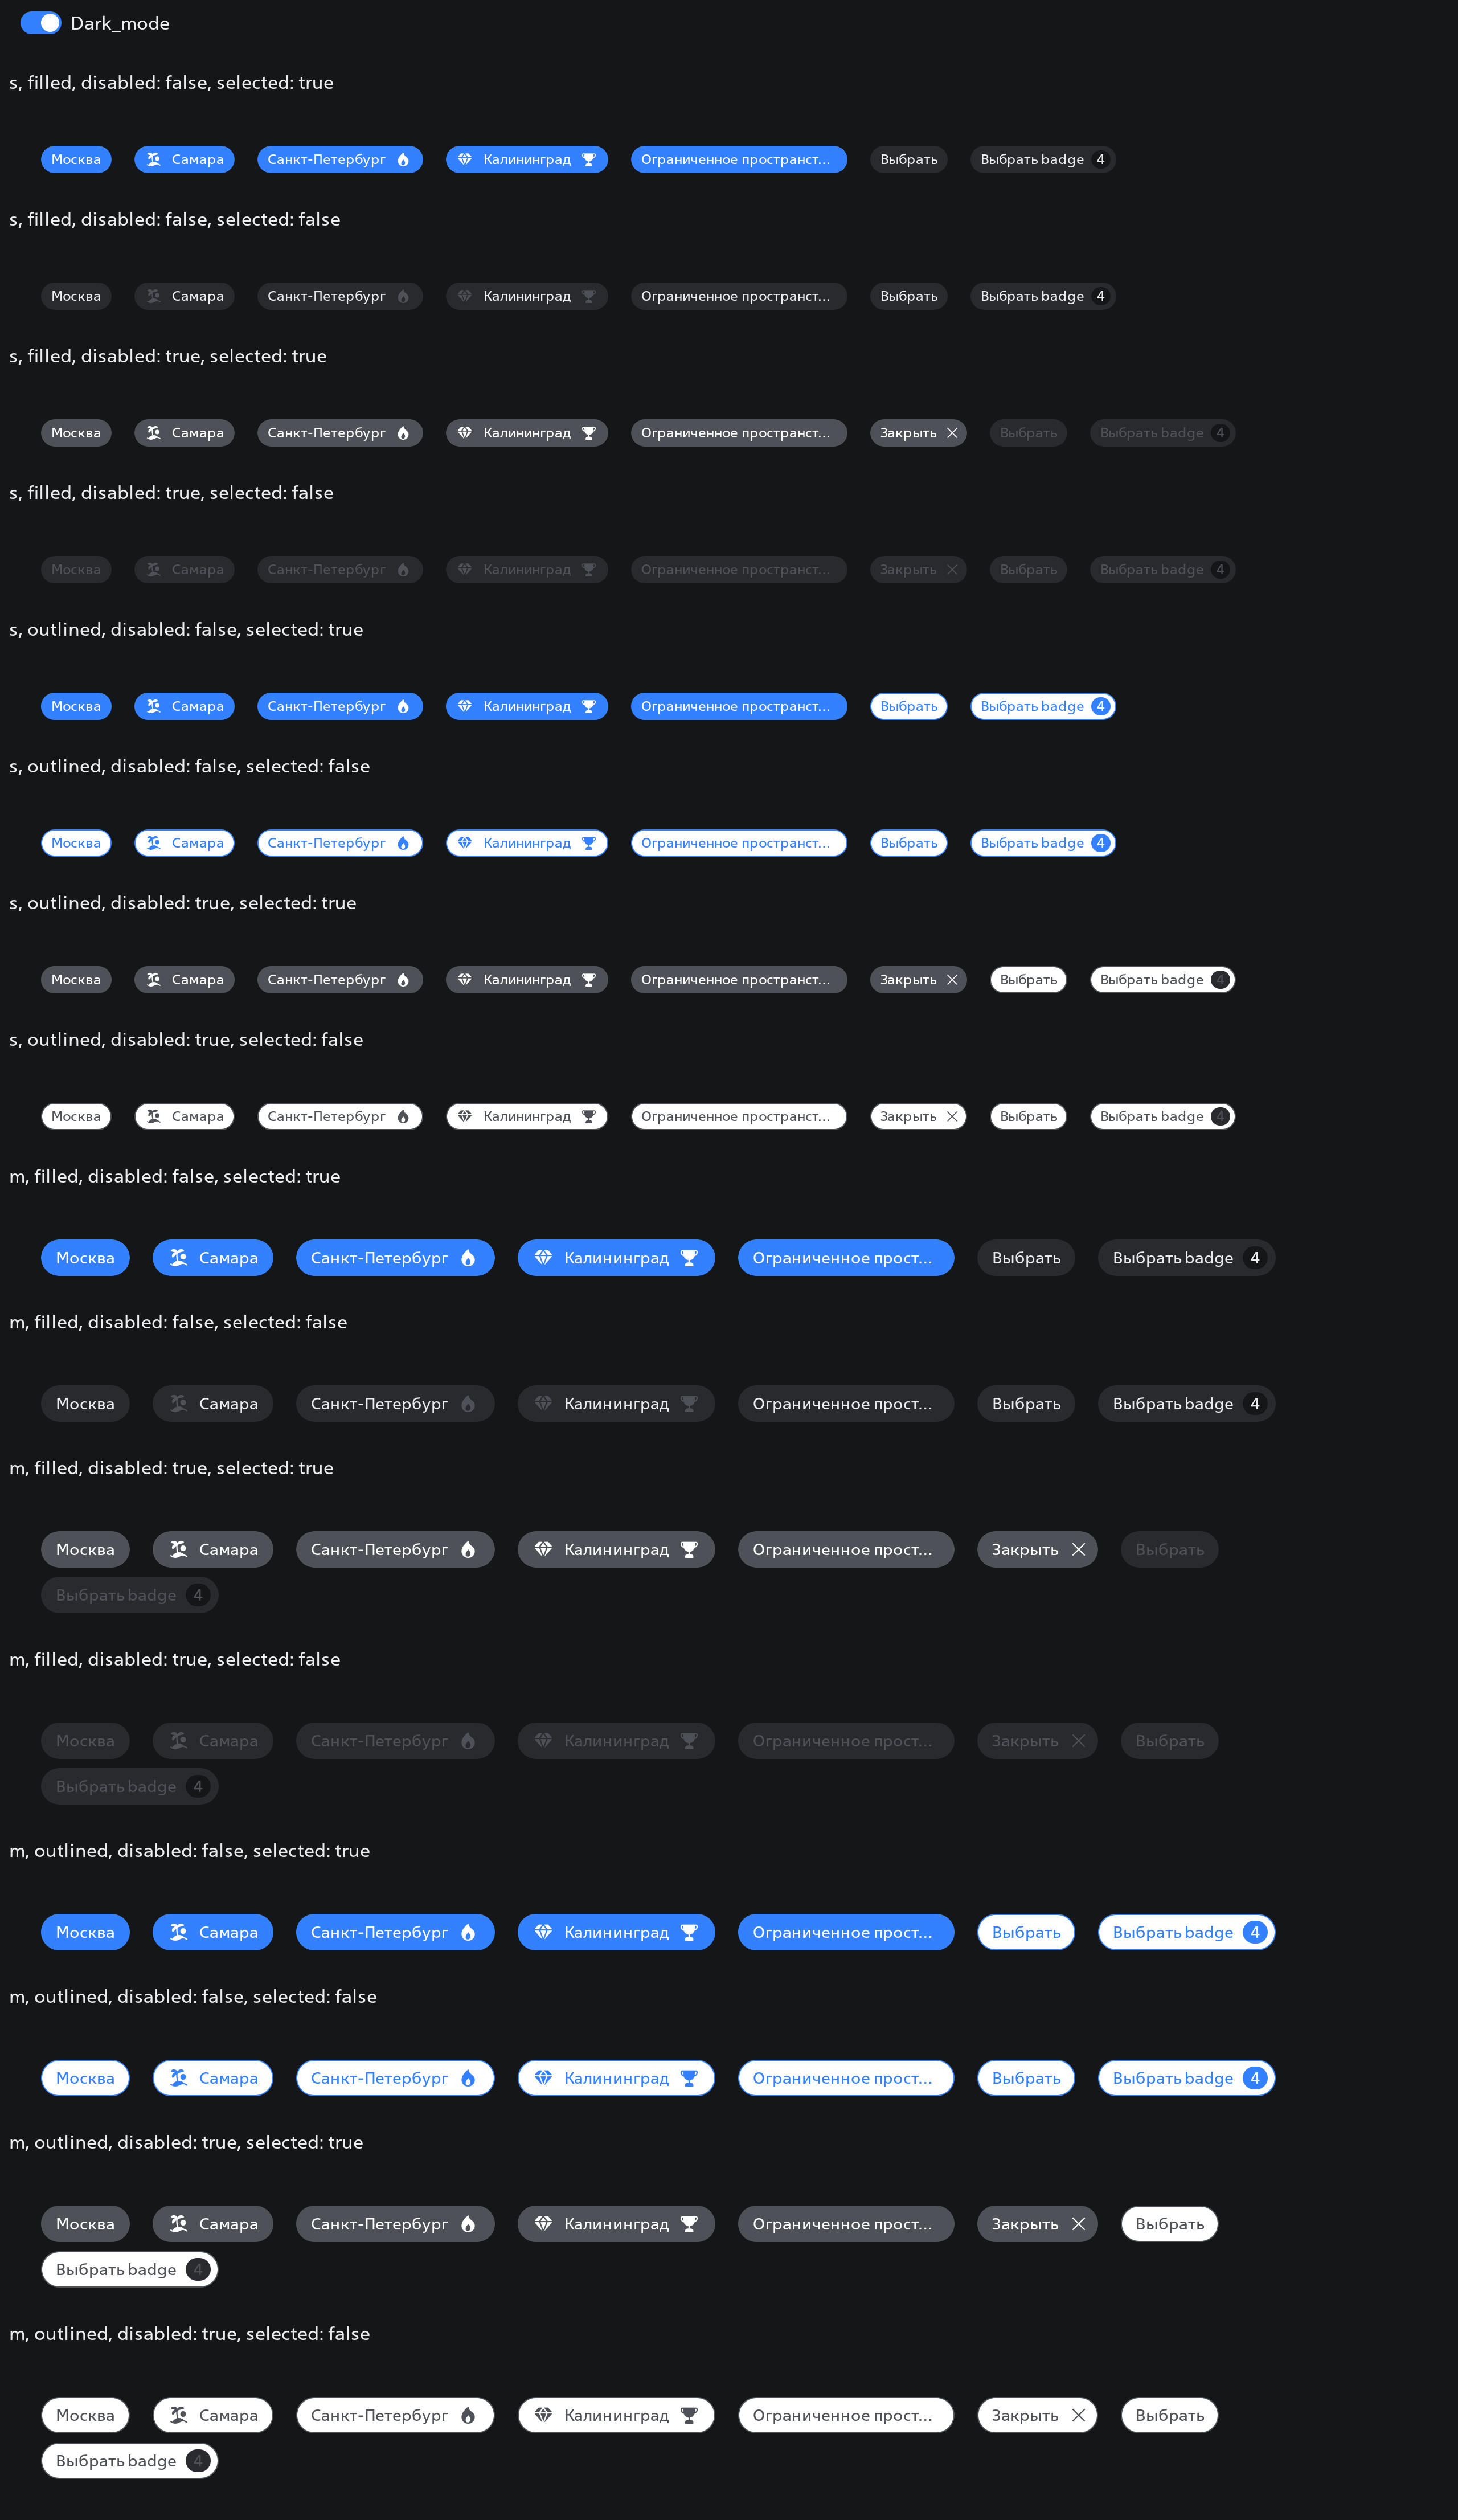 Dark_mode
s, filled, disabled: false, selected: true
Москва Самара Санкт-Петербург Калининград Ограниченное пространст... Выбрать Выбрать badge 4
s, filled, disabled: false, selected: false
Москва Самара Санкт-Петербург Калининград Ограниченное пространст... Выбрать Выбрать badge 4
s, filled, disabled: true, selected: true
Москва Самара Санкт-Петербург Калининград Ограниченное пространст... Закрыть Выбрать Выбрать badge 4
s, filled, disabled: true, selected: false
Москва Самара Санкт-Петербург Калининград Ограниченное пространст... Закрыть Выбрать Выбрать badge 4
s, outlined, disabled: false, selected: true
Москва Самара Санкт-Петербург Калининград Ограниченное пространст... Выбрать Выбрать badge 4
s, outlined, disabled: false, selected: false
Москва Самара Санкт-Петербург Калининград Ограниченное пространст... Выбрать Выбрать badge 4
s, outlined, disabled: true, selected: true
Москва Самара Санкт-Петербург Калининград Ограниченное пространст... Закрыть Выбрать Выбрать badge 4
s, outlined, disabled: true, selected: false
Москва Самара Санкт-Петербург Калининград Ограниченное пространст... Закрыть Выбрать Выбрать badge 4
m, filled, disabled: false, selected: true
Москва Самара Санкт-Петербург Калининград Ограниченное прост... Выбрать Выбрать badge 4
m, filled, disabled: false, selected: false
Москва Самара Санкт-Петербург Калининград Ограниченное прост... Выбрать Выбрать badge 4
m, filled, disabled: true, selected: true
Москва Самара Санкт-Петербург Калининград Ограниченное прост... Закрыть Выбрать
Выбрать badge 4
m, filled, disabled: true, selected: false
Москва Самара Санкт-Петербург Калининград Ограниченное прост... Закрыть Выбрать
Выбрать badge 4
m, outlined, disabled: false, selected: true
Москва Самара Санкт-Петербург Калининград Ограниченное прост... Выбрать Выбрать badge 4
m, outlined, disabled: false, selected: false
Москва Самара Санкт-Петербург Калининград Ограниченное прост... Выбрать Выбрать badge 4
m, outlined, disabled: true, selected: true
Москва Самара Санкт-Петербург Калининград Ограниченное прост... Закрыть Выбрать
Выбрать badge 4
m, outlined, disabled: true, selected: false
Москва Самара Санкт-Петербург Калининград Ограниченное прост... Закрыть Выбрать
Выбрать badge 4